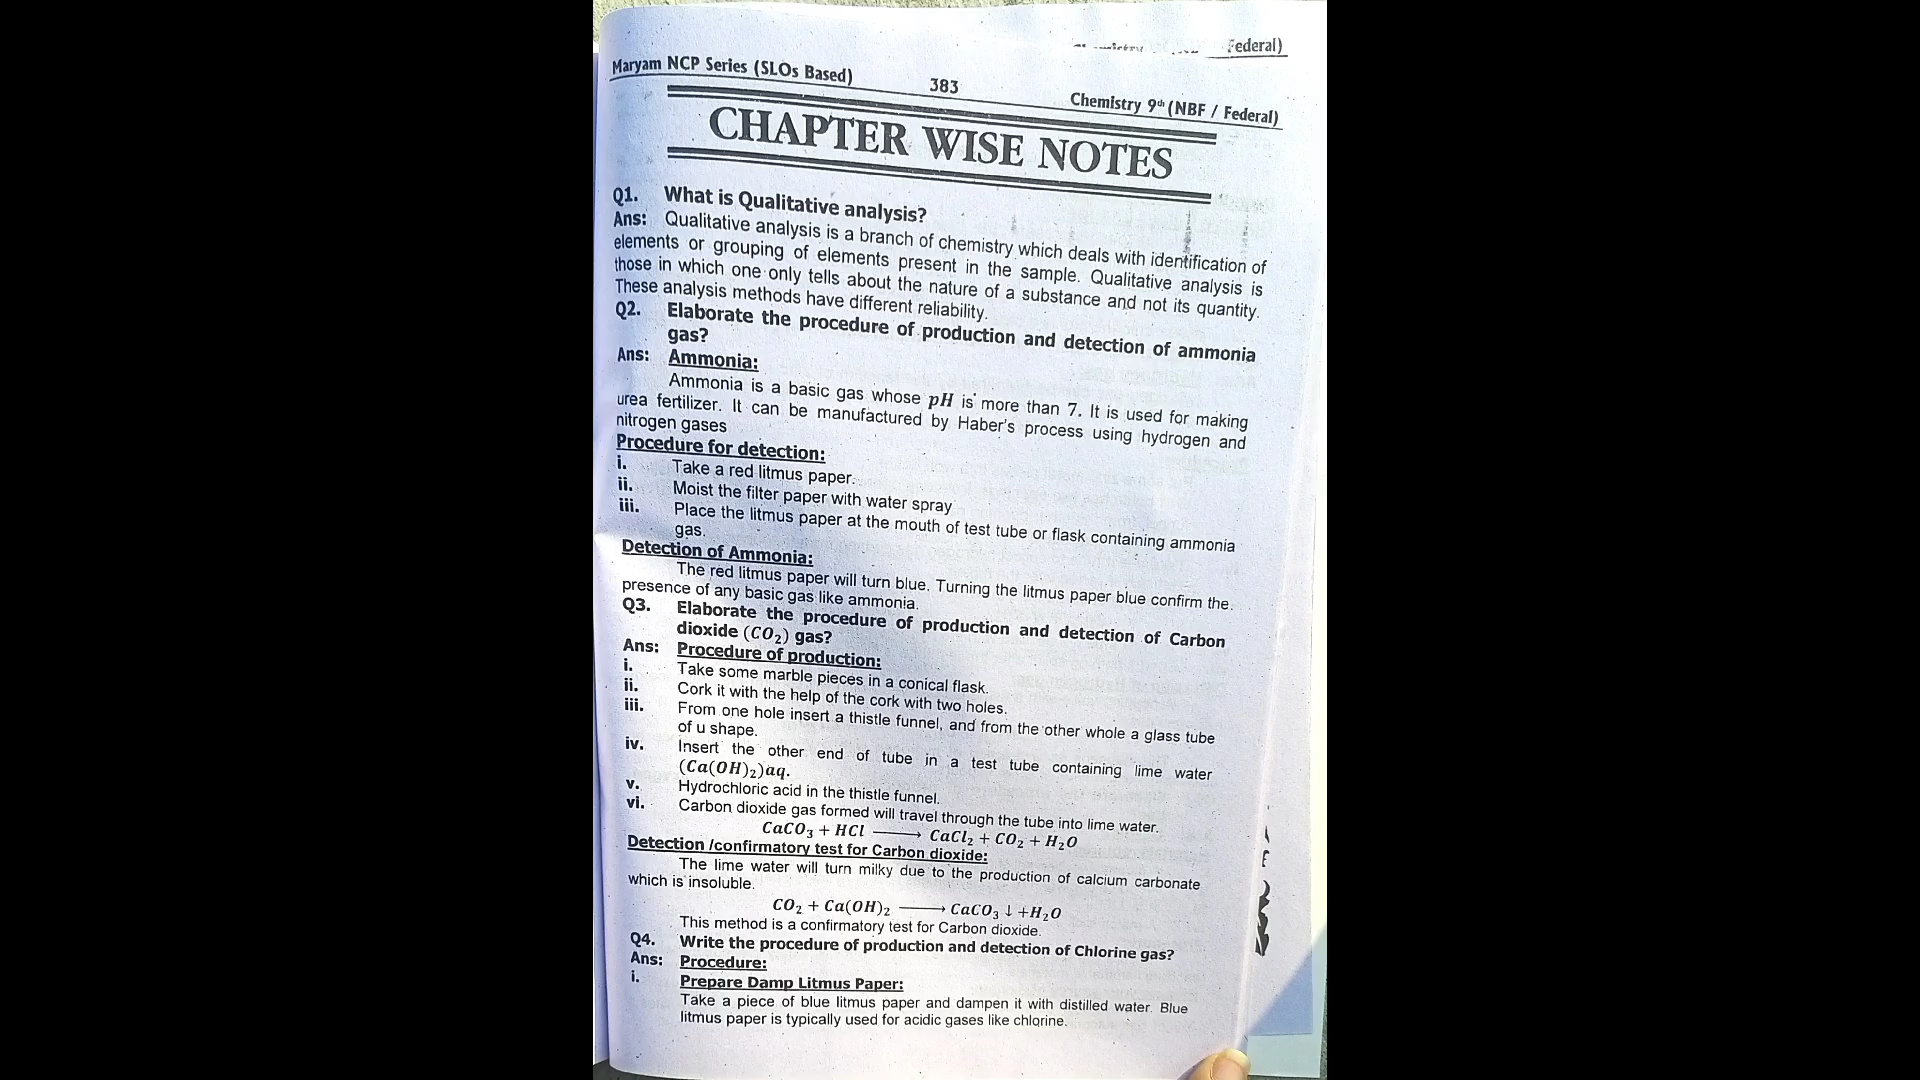 Federal)
Maryam NCP Series (SLOs Based) 383 Chemistry 9th (NBF / Federal)
CHAPTER WISE NOTES
Q1. What is Qualitative analysis?
Ans: Qualitative analysis is a branch of chemistry which deals with identification of
elements or grouping of elements present in the sample. Qualitative analysis is
those in which one only tells about the nature of a substance and not its quantity.
These analysis methods have different reliability.
Q2. Elaborate the procedure of production and detection of ammonia
gas?
Ans: Ammonia:
Ammonia is a basic gas whose pH is more than 7. It is used for making
urea fertilizer. It can be manufactured by Haber's process using hydrogen and
nitrogen gases
Procedure for detection:
i. Take a red litmus paper.
ii. Moist the filter paper with water spray
iii. Place the litmus paper at the mouth of test tube or flask containing ammonia
gas.
Detection of Ammonia:
The red litmus paper will turn blue. Turning the litmus paper blue confirm the
presence of any basic gas like ammonia.
Q3. Elaborate the procedure of production and detection of Carbon
dioxide (CO₂) gas?
Ans: Procedure of production:
i. Take some marble pieces in a conical flask.
ii. Cork it with the help of the cork with two holes.
iii. From one hole insert a thistle funnel, and from the other whole a glass tube
of u shape.
iv. Insert the other end of tube in a test tube containing lime water
(Ca(OH)₂)aq.
v. Hydrochloric acid in the thistle funnel.
vi. Carbon dioxide gas formed will travel through the tube into lime water.
CaCO₃ + HCl ⟶ CaCl₂ + CO₂ + H₂O
Detection /confirmatory test for Carbon dioxide:
The lime water will turn milky due to the production of calcium carbonate
which is insoluble.
CO₂ + Ca(OH)₂ ⟶ CaCO₃ ↓ +H₂O
This method is a confirmatory test for Carbon dioxide.
Q4. Write the procedure of production and detection of Chlorine gas?
Ans: Procedure:
i. Prepare Damp Litmus Paper:
Take a piece of blue litmus paper and dampen it with distilled water. Blue
litmus paper is typically used for acidic gases like chlorine.